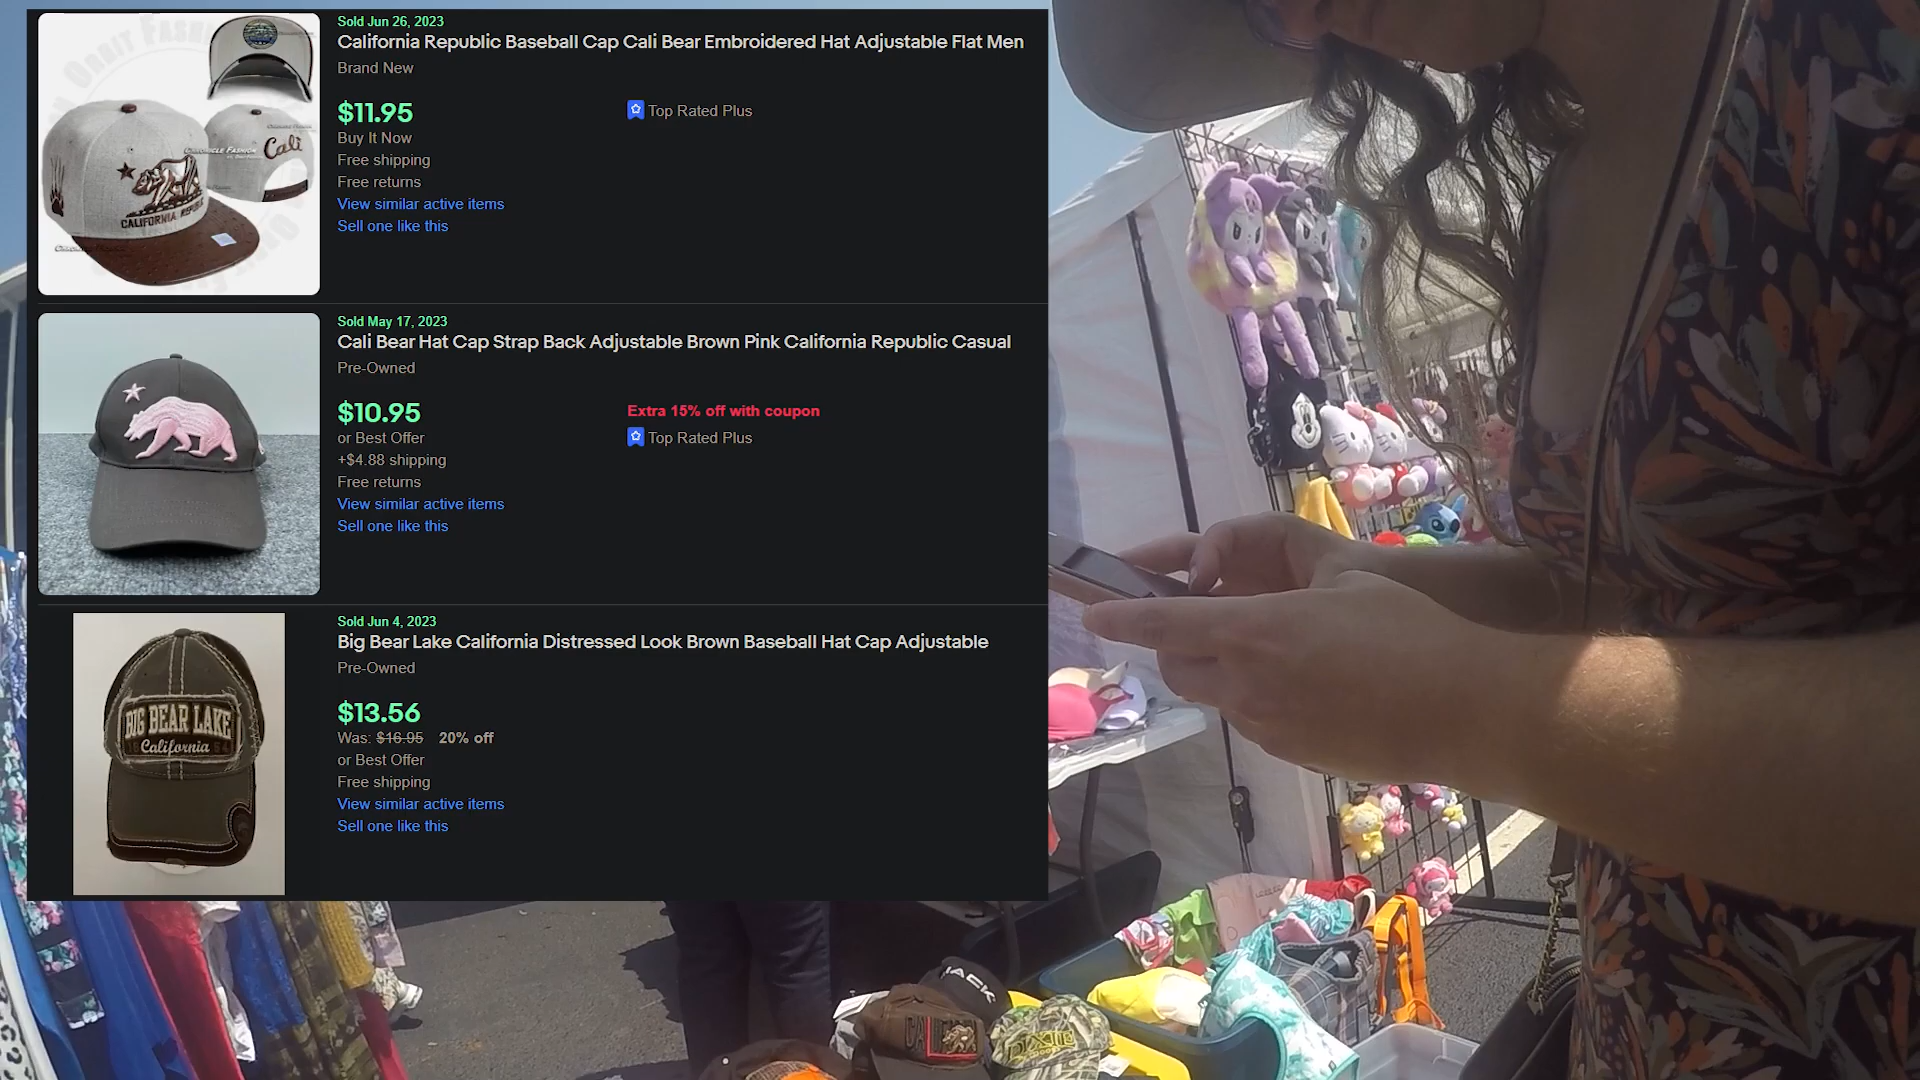 Sold Jun 26, 2023
California Republic Baseball Cap Cali Bear Embroidered Hat Adjustable Flat Men
Brand New
$11.95
Top Rated Plus
Buy It Now
Free shipping
Free returns
View similar active items
Sell one like this
Cali
CALIFORNIA REPUBLIC
Sold May 17, 2023
Cali Bear Hat Cap Strap Back Adjustable Brown Pink California Republic Casual
Pre-Owned
$10.95
Extra 15% off with coupon
or Best Offer
Top Rated Plus
+$4.88 shipping
Free returns
View similar active items
Sell one like this
Sold Jun 4, 2023
Big Bear Lake California Distressed Look Brown Baseball Hat Cap Adjustable
Pre-Owned
$13.56
Was: $16.95 20% off
or Best Offer
Free shipping
View similar active items
Sell one like this
BIG BEAR LAKE
California
JACK
DIXIE